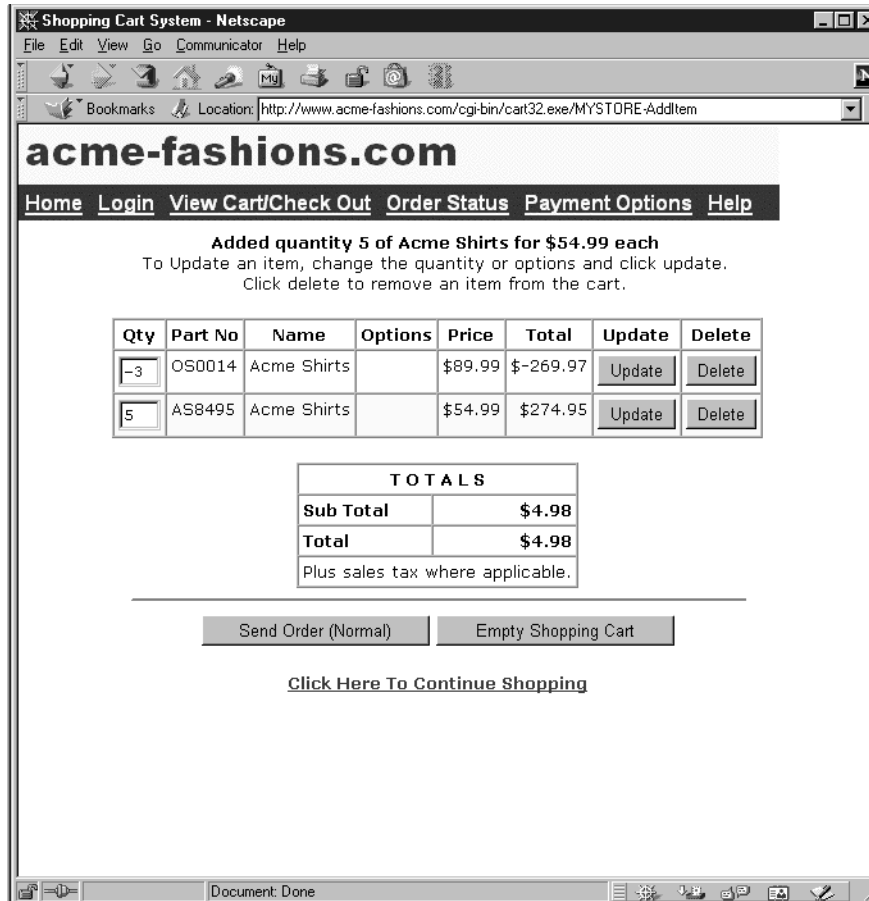 Shopping Cart System - Netscape
File Edit View Go Communicator Help
My
Bookmarks Location: http://www.acme-fashions.com/cgi-bin/cart32.exe/MYSTORE-AddItem
acme-fashions.com
Home Login View Cart/Check Out Order Status Payment Options Help
Added quantity 5 of Acme Shirts for $54.99 each
To Update an item, change the quantity or options and click update.
Click delete to remove an item from the cart.
Qty Part No Name Options Price Total Update Delete
-3 OS0014 Acme Shirts $89.99 $-269.97 Update Delete
5 AS8495 Acme Shirts $54.99 $274.95 Update Delete
TOTALS
Sub Total $4.98
Total $4.98
Plus sales tax where applicable.
Send Order (Normal) Empty Shopping Cart
Click Here To Continue Shopping
Document: Done